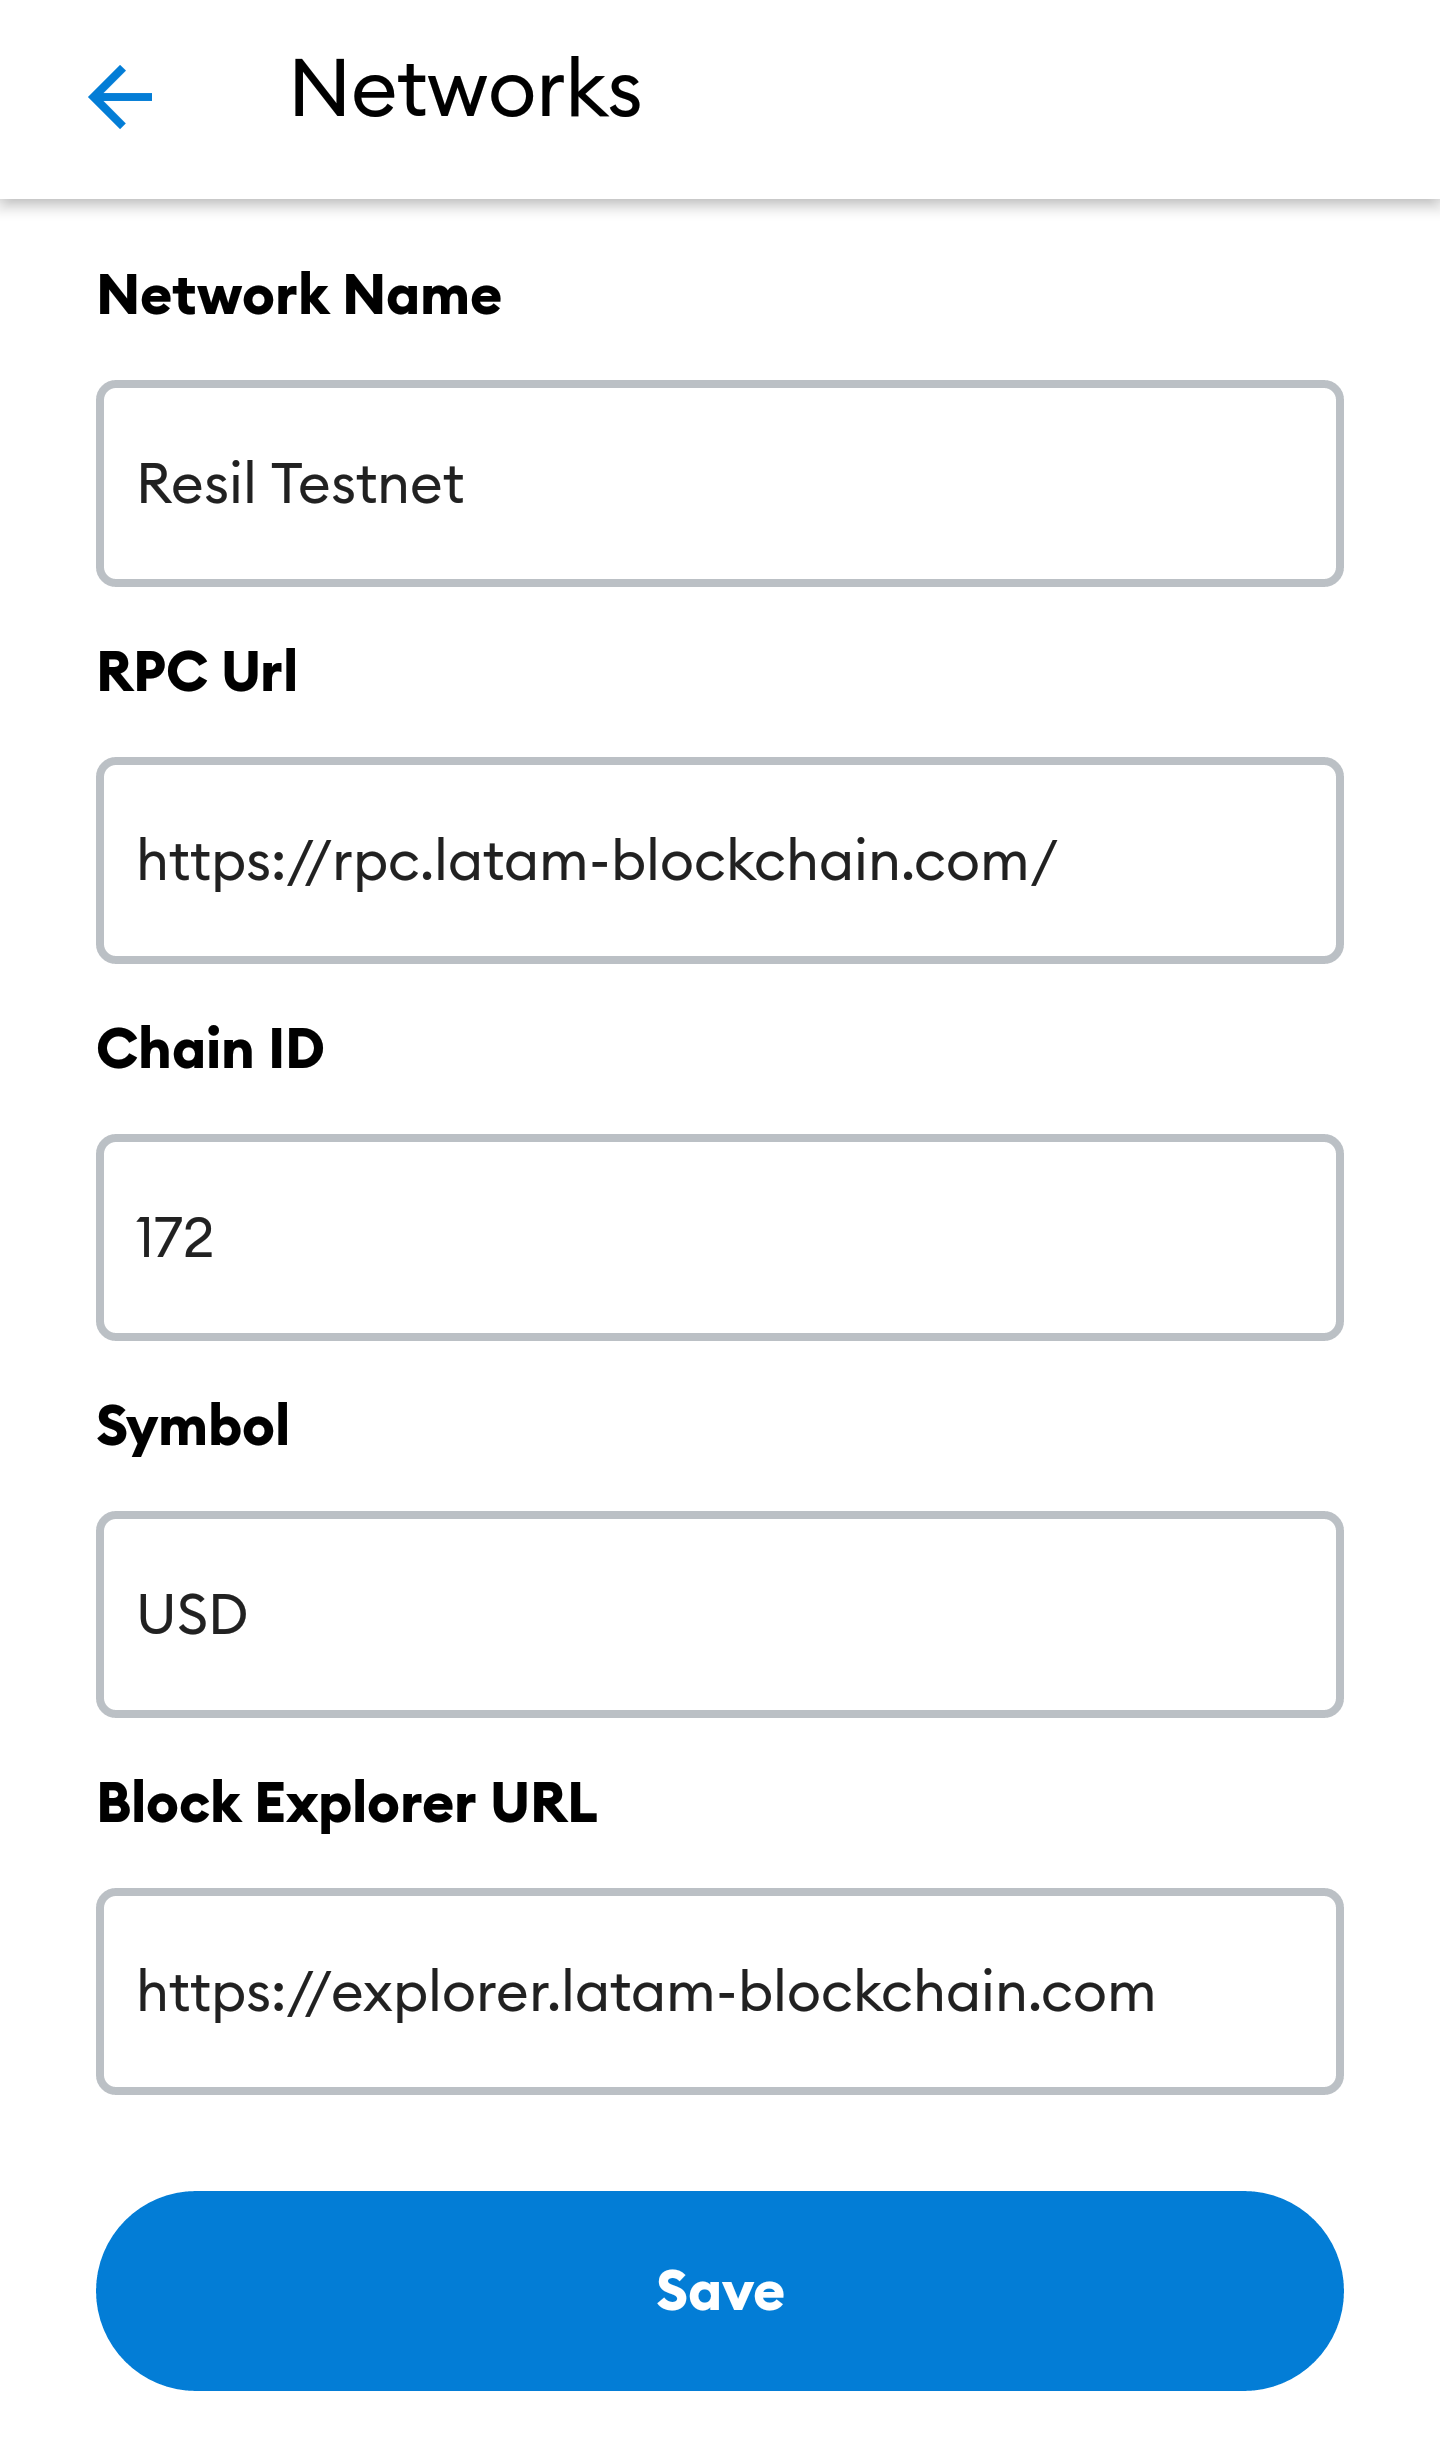 Networks
Network Name
Resil Testnet
RPC Url
https://rpc.latam-blockchain.com/
Chain ID
172
Symbol
USD
Block Explorer URL
https://explorer.latam-blockchain.com
Save